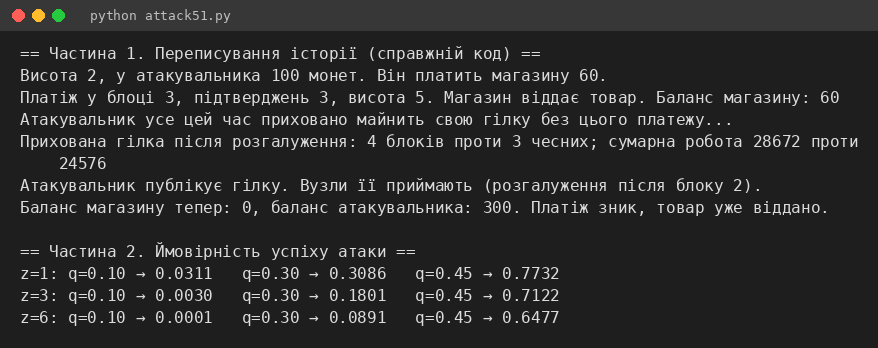 python attack51.py
== Частина 1. Переписування історії (справжній код) ==
Висота 2, у атакувальника 100 монет. Він платить магазину 60.
Платіж у блоці 3, підтверджень 3, висота 5. Магазин віддає товар. Баланс магазину: 60
Атакувальник усе цей час приховано майнить свою гілку без цього платежу...
Прихована гілка після розгалуження: 4 блоків проти 3 чесних; сумарна робота 28672 проти
24576
Атакувальник публікує гілку. Вузли її приймають (розгалуження після блоку 2).
Баланс магазину тепер: 0, баланс атакувальника: 300. Платіж зник, товар уже віддано.
== Частина 2. Ймовірність успіху атаки ==
z=1: q=0.10 → 0.0311   q=0.30 → 0.3086   q=0.45 → 0.7732
z=3: q=0.10 → 0.0030   q=0.30 → 0.1801   q=0.45 → 0.7122
z=6: q=0.10 → 0.0001   q=0.30 → 0.0891   q=0.45 → 0.6477